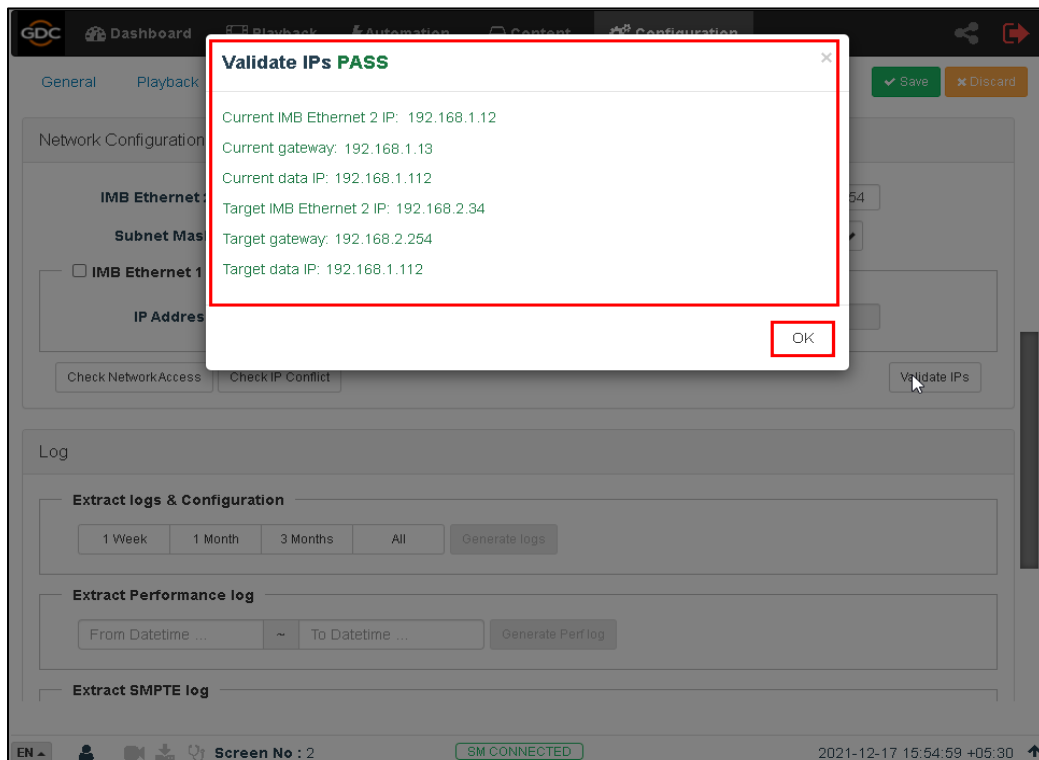 GDC Dashboard Playback Automation Content Configuration
General Playback
Save Discard
Validate IPs PASS
×
Current IMB Ethernet 2 IP: 192.168.1.12
Current gateway: 192.168.1.13
Current data IP: 192.168.1.112
Target IMB Ethernet 2 IP: 192.168.2.34
Target gateway: 192.168.2.254
Target data IP: 192.168.1.112
OK
Network Configuration
IMB Ethernet
54
Subnet Mas
IMB Ethernet 1
IP Addres
Check Network Access Check IP Conflict Validate IPs
Log
Extract logs & Configuration
1 Week 1 Month 3 Months All Generate logs
Extract Performance log
From Datetime ... ~ To Datetime ... Generate Perf log
Extract SMPTE log
EN Screen No : 2 SM CONNECTED 2021-12-17 15:54:59 +05:30